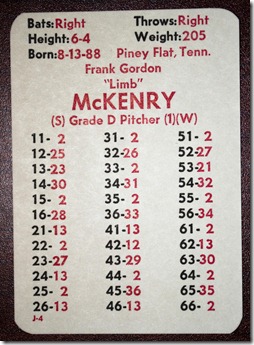 Bats:Right Throws:Right
Height:6-4 Weight:205
Born:8-13-88 Piney Flat, Tenn.
Frank Gordon
"Limb"
McKENRY
(S) Grade D Pitcher (1)(W)
11- 2 31- 2 51- 2
12-25 32-26 52-27
13-23 33- 2 53-21
14-30 34-31 54-32
15- 2 35- 2 55- 2
16-28 36-33 56-34
21-13 41-13 61- 2
22-13 42-12 62-13
23-27 43-29 63-30
24-13 44- 2 64-13
25- 2 45-36 65-35
26-13 46-13 66- 2
J-4